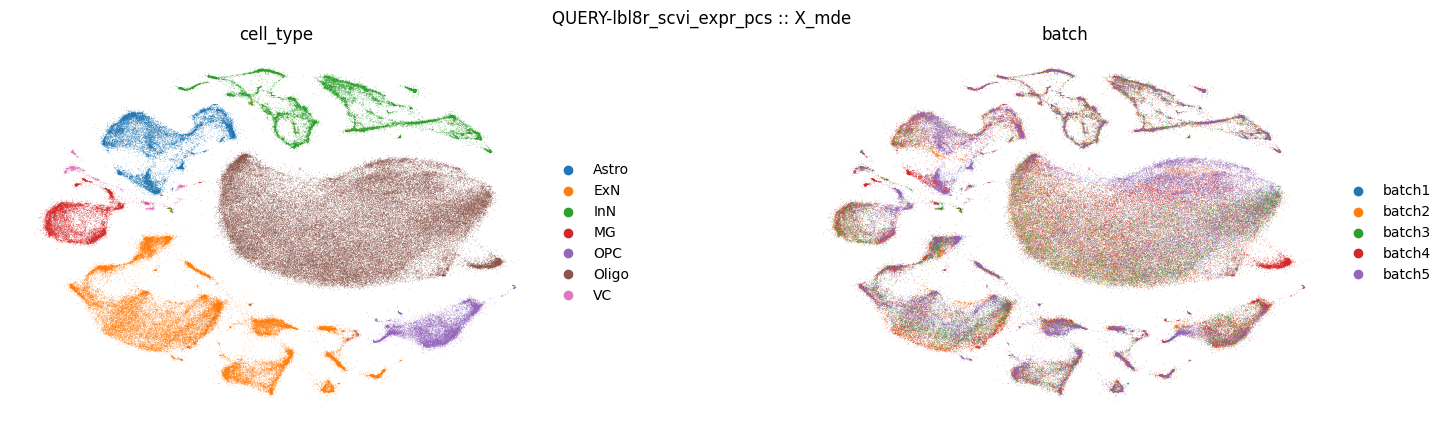 QUERY-lbl8r_scvi_expr_pcs :: X_mde
cell_type
batch
Astro
ExN
InN
MG
OPC
Oligo
VC
batch1
batch2
batch3
batch4
batch5